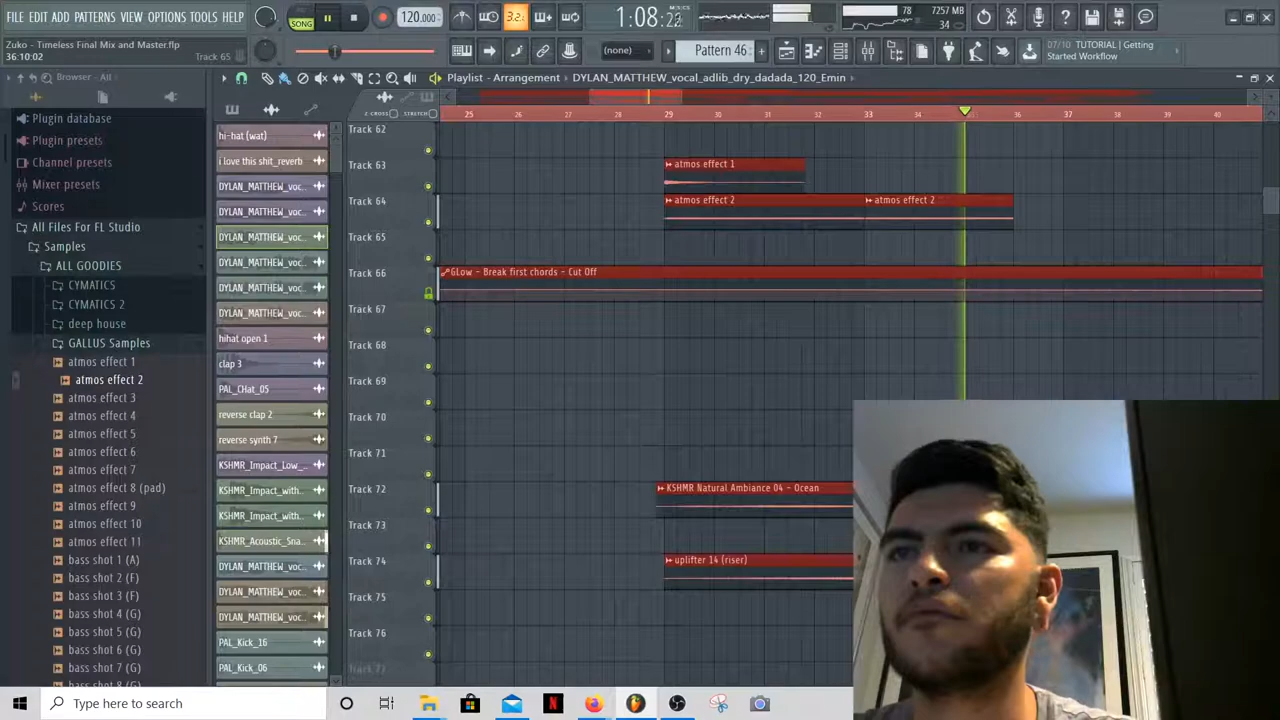 FILE EDIT ADD PATTERNS VIEW OPTIONS TOOLS HELP
SONG
120.000
3.2.
1:08:22
M:S:CS
78
7257 MB
34
Zuko - Timeless Final Mix and Master.flp
36:10:02
Track 65
(none)
Pattern 46
07/10 TUTORIAL | Getting
Started Workflow
Browser - All
Playlist - Arrangement
DYLAN_MATTHEW_vocal_adlib_dry_dadada_120_Emin
Plugin database
Plugin presets
Channel presets
Mixer presets
Scores
All Files For FL Studio
Samples
ALL GOODIES
CYMATICS
CYMATICS 2
deep house
GALLUS Samples
atmos effect 1
atmos effect 2
atmos effect 3
atmos effect 4
atmos effect 5
atmos effect 6
atmos effect 7
atmos effect 8 (pad)
atmos effect 9
atmos effect 10
atmos effect 11
bass shot 1 (A)
bass shot 2 (F)
bass shot 3 (G)
bass shot 4 (G)
bass shot 5 (G)
bass shot 6 (G)
bass shot 7 (G)
hi-hat (wat)
i love this shit_reverb
DYLAN_MATTHEW_voc...
DYLAN_MATTHEW_voc...
DYLAN_MATTHEW_voc...
DYLAN_MATTHEW_voc...
DYLAN_MATTHEW_voc...
DYLAN_MATTHEW_voc...
hihat open 1
clap 3
PAL_CHat_05
reverse clap 2
reverse synth 7
KSHMR_Impact_Low_...
KSHMR_Impact_with...
KSHMR_Impact_with...
KSHMR_Acoustic_Sna...
DYLAN_MATTHEW_voc...
DYLAN_MATTHEW_voc...
DYLAN_MATTHEW_voc...
PAL_Kick_16
PAL_Kick_06
Z-CROSS
STRETCH
25 26 27 28 29 30 31 32 33 34 36 37 38 39 40
Track 62
Track 63
atmos effect 1
Track 64
atmos effect 2
atmos effect 2
Track 65
Track 66
GLow - Break first chords - Cut Off
Track 67
Track 68
Track 69
Track 70
Track 71
Track 72
KSHMR Natural Ambiance 04 - Ocean
Track 73
Track 74
uplifter 14 (riser)
Track 75
Track 76
Track 77
Type here to search